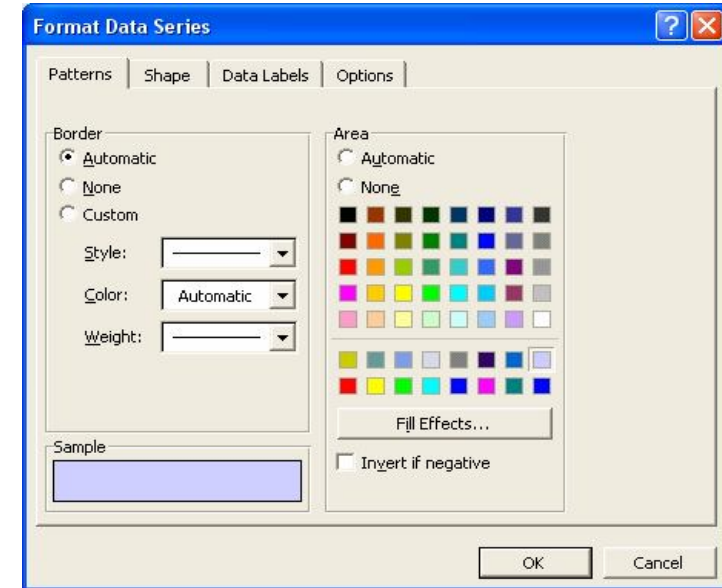 Format Data Series
Patterns Shape Data Labels Options
Border
Automatic
None
Custom
Style:
Color: Automatic
Weight:
Sample
Area
Automatic
None
Fill Effects...
Invert if negative
OK Cancel